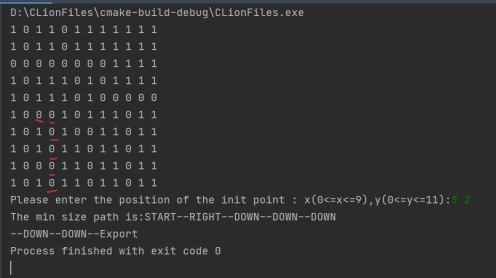 D:\CLionFiles\cmake-build-debug\CLionFiles.exe
1 0 1 1 0 1 1 1 1 1 1 1
1 0 1 1 0 1 1 1 1 1 1 1
0 0 0 0 0 0 0 0 1 1 1 1
1 0 1 1 1 1 0 1 0 1 1 1 1
1 0 1 1 1 0 1 0 0 0 0 0
1 0 0 0 1 0 1 1 1 0 1 1
1 0 1 0 1 0 0 1 1 0 1 1
1 0 1 0 1 1 0 1 1 0 1 1
1 0 0 0 1 1 0 1 1 0 1 1
1 0 1 0 1 1 0 1 1 0 1 1
Please enter the position of the init point : x(0<=x<=9),y(0<=y<=11):5 2
The min size path is:START--RIGHT--DOWN--DOWN--DOWN
--DOWN--DOWN--Export
Process finished with exit code 0